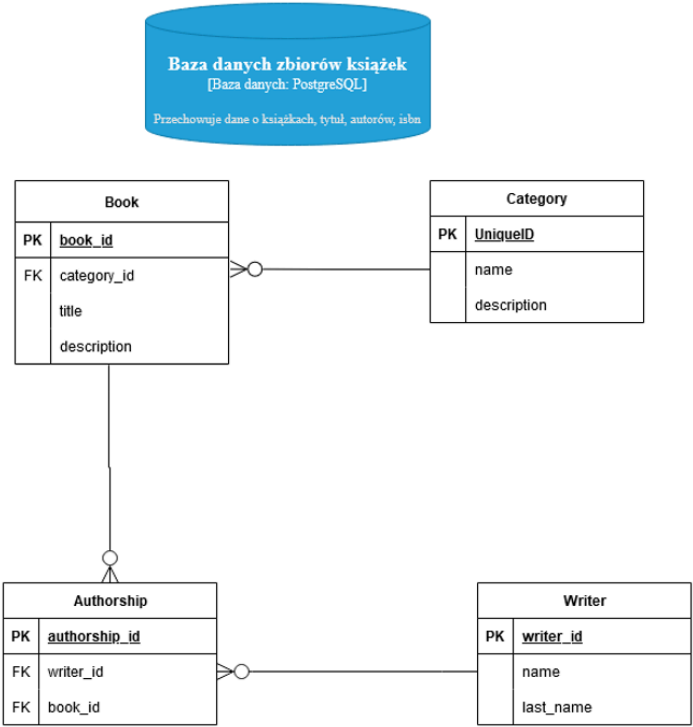 Baza danych zbiorów książek
[Baza danych: PostgreSQL]
Przechowuje dane o książkach, tytuł, autorów, isbn
Book
PK book_id
FK category_id
title
description
Category
PK UniqueID
name
description
Authorship
PK authorship_id
FK writer_id
FK book_id
Writer
PK writer_id
name
last_name